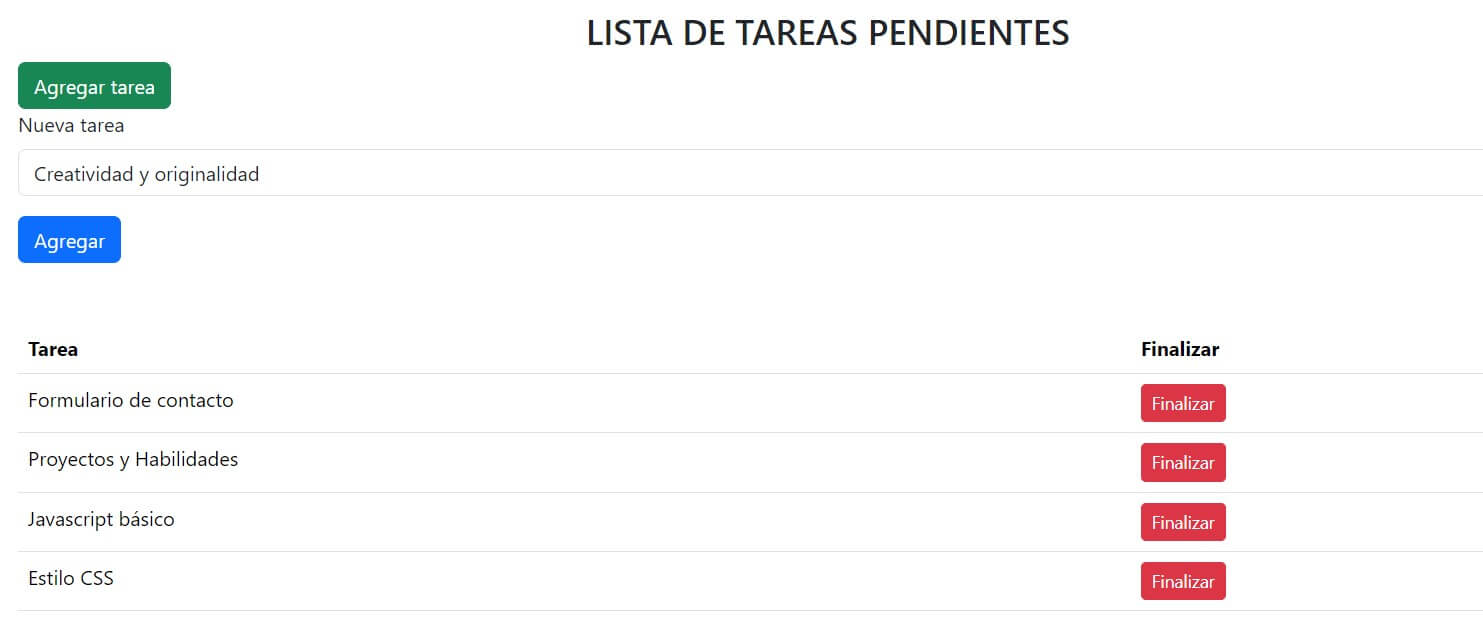 LISTA DE TAREAS PENDIENTES
Agregar tarea
Nueva tarea
Creatividad y originalidad
Agregar
Tarea Finalizar
Formulario de contacto Finalizar
Proyectos y Habilidades Finalizar
Javascript básico Finalizar
Estilo CSS Finalizar